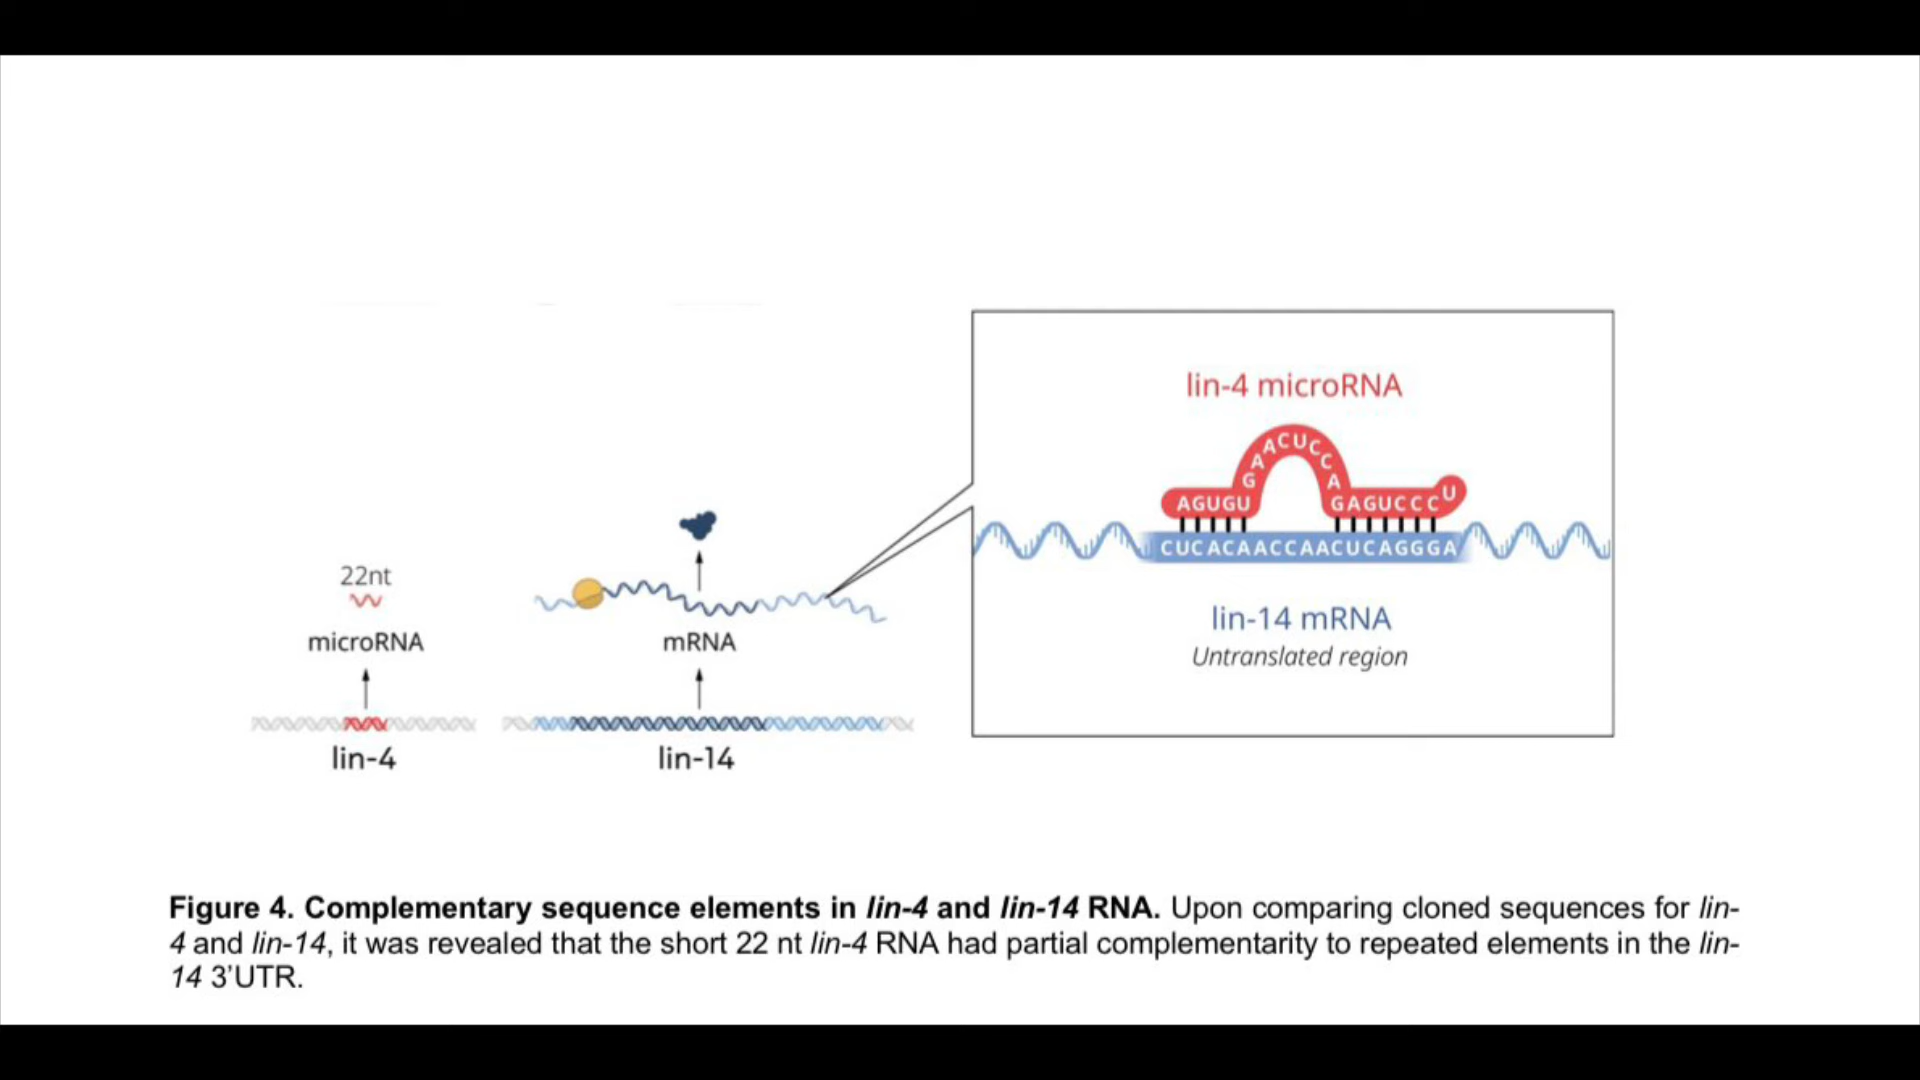 lin-4 microRNA
AGUGU
GAACUCCA
GAGUCCCU
CUCACAACCAACUCAGGGA
lin-14 mRNA
Untranslated region
22nt
microRNA
mRNA
lin-4
lin-14
Figure 4. Complementary sequence elements in lin-4 and lin-14 RNA. Upon comparing cloned sequences for lin-
4 and lin-14, it was revealed that the short 22 nt lin-4 RNA had partial complementarity to repeated elements in the lin-
14 3’UTR.